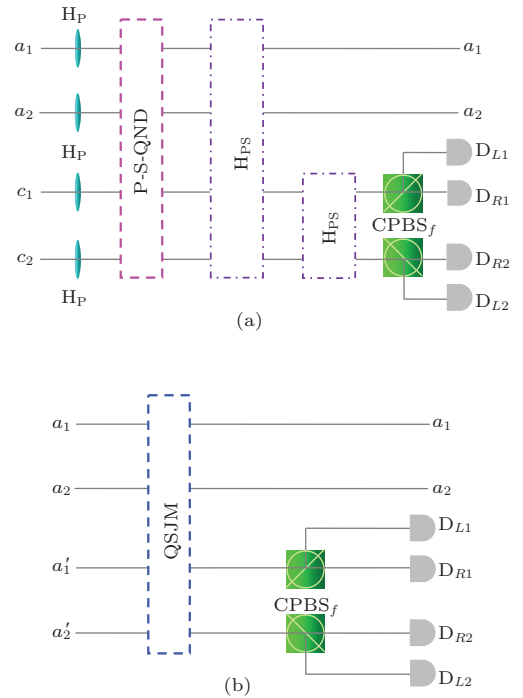 H_P
a_1 a_1
a_2 a_2
H_P
P-S-QND
H_PS
D_L1
c_1 D_R1
H_PS
CPBS_f
c_2 D_R2
H_P D_L2
(a)
a_1 a_1
a_2 a_2
QSJM
D_L1
a′_1 D_R1
CPBS_f
a′_2 D_R2
D_L2
(b)